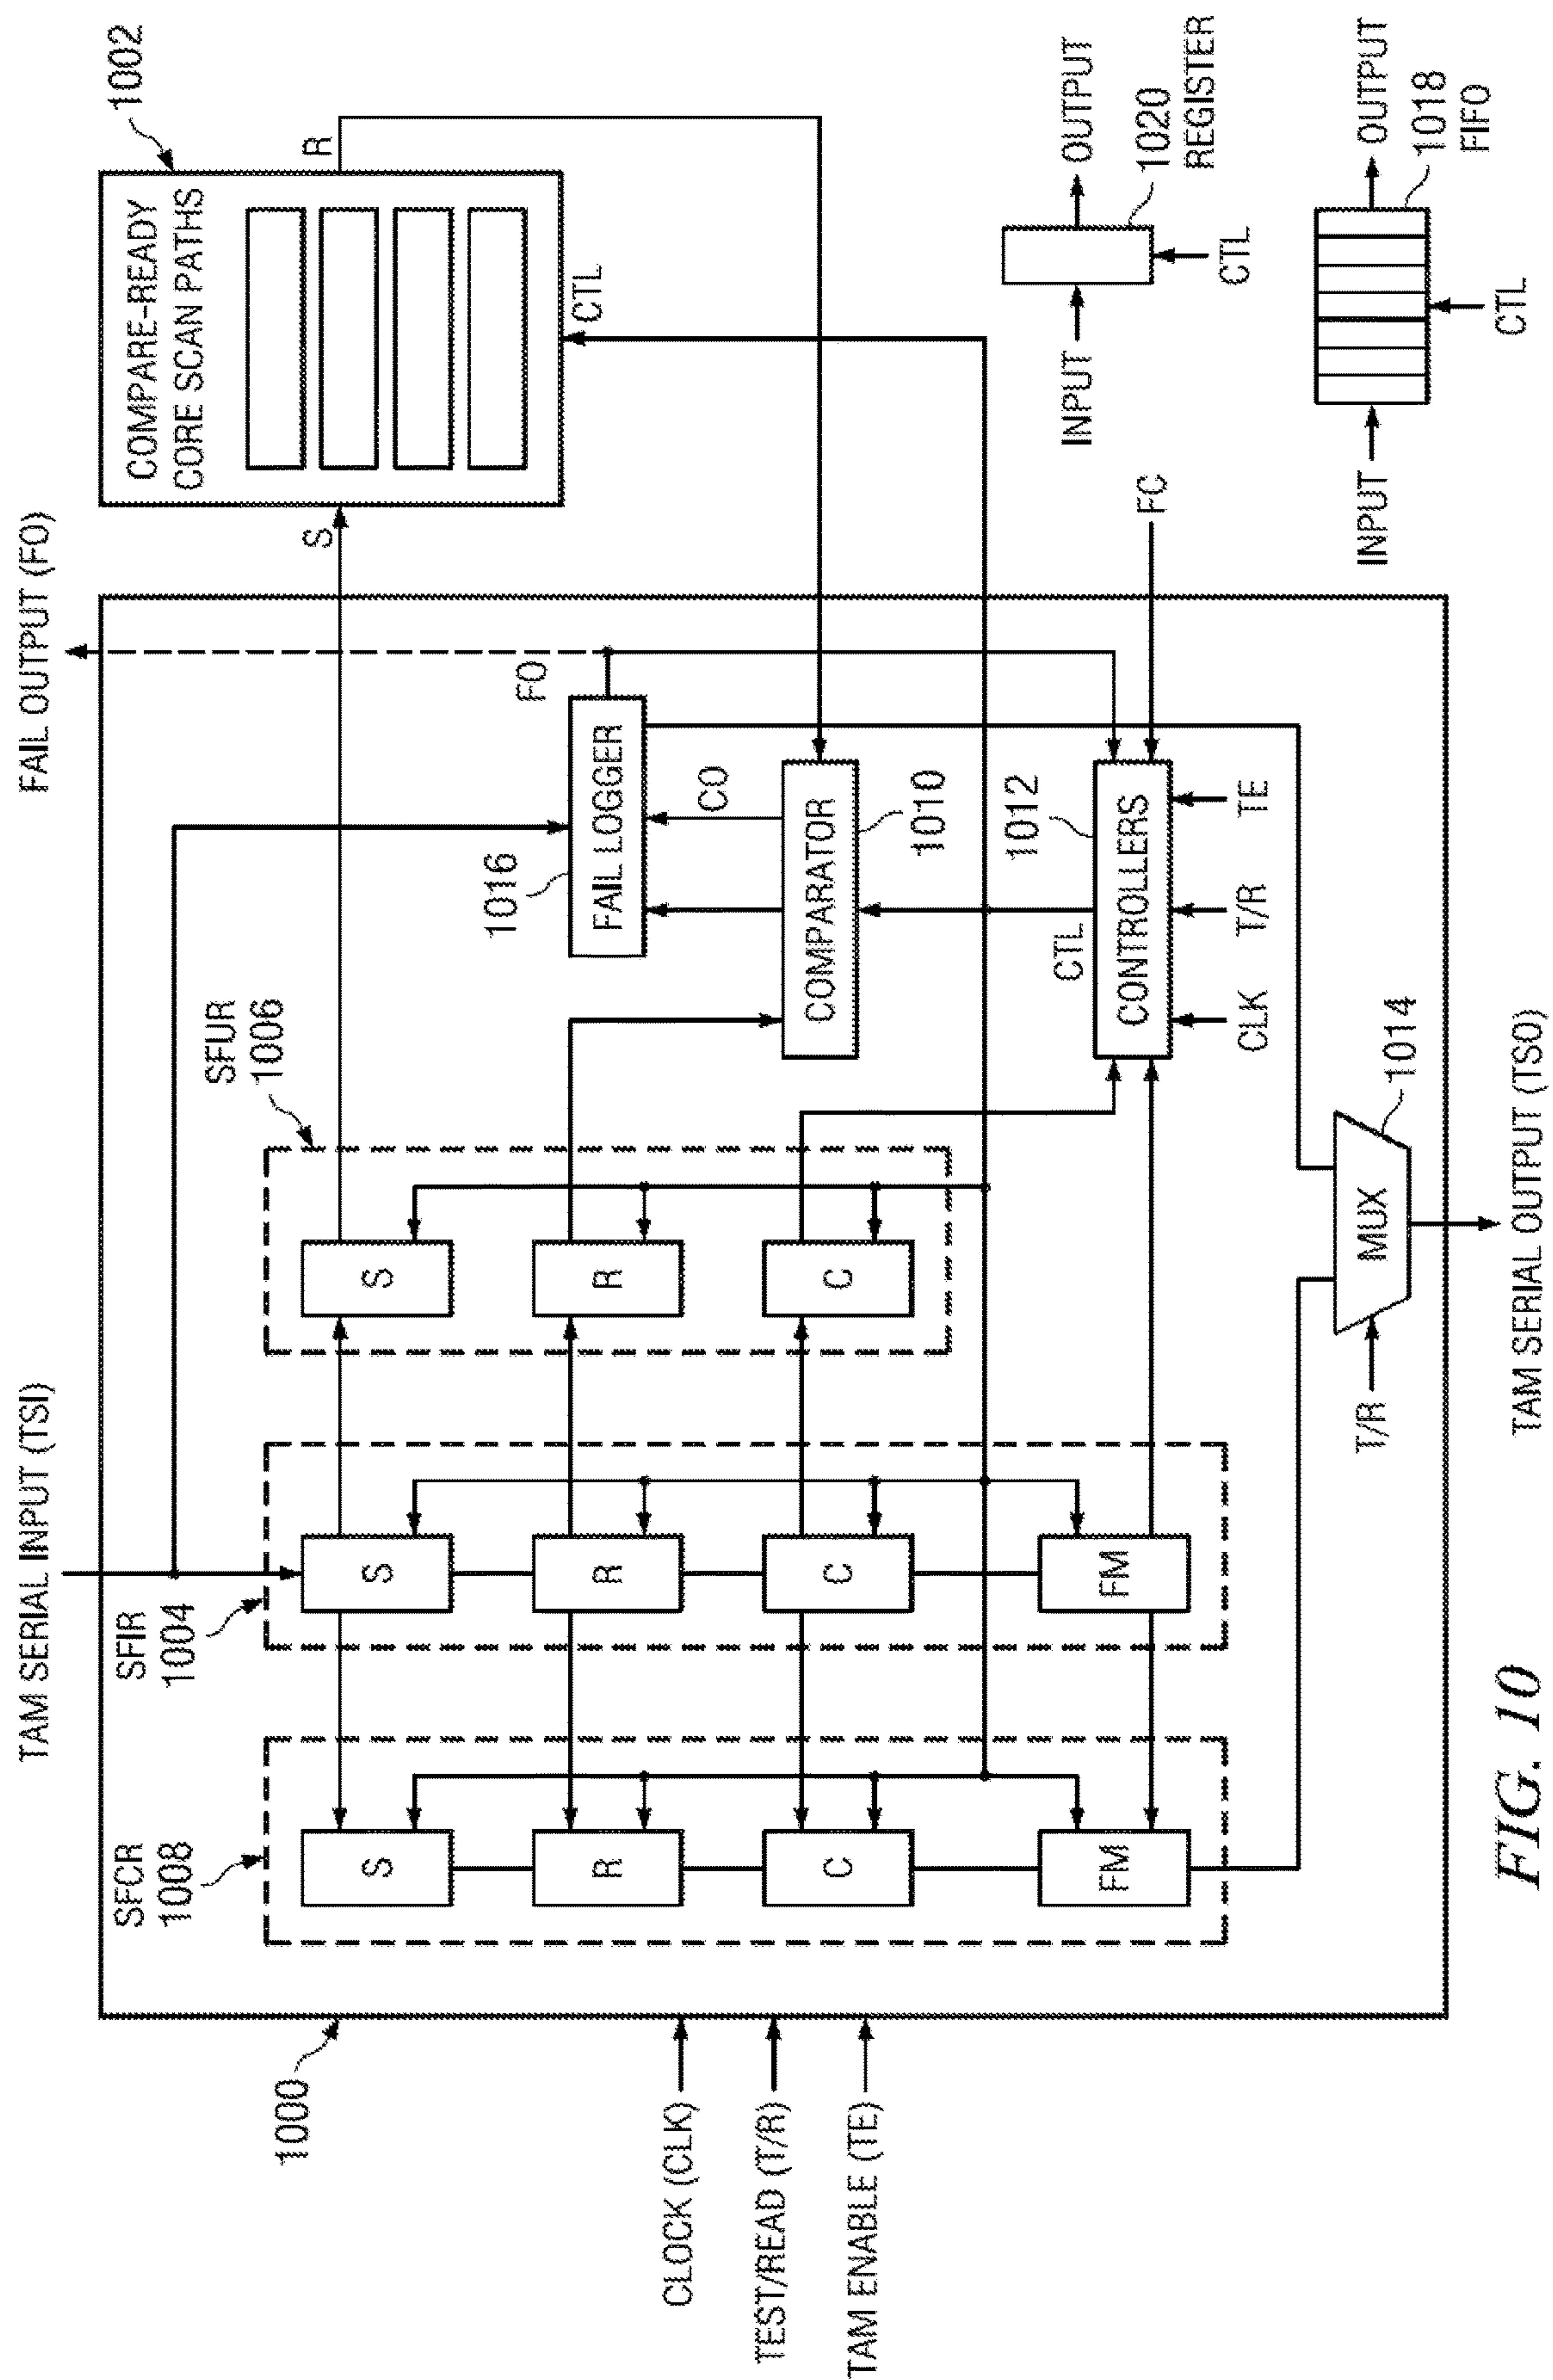 TAM SERIAL INPUT (TSI)
FAIL OUTPUT (FO)
1000
SFCR
1008
SFIR
1004
SFUR
1006
S
S
S
S
COMPARE-READY
CORE SCAN PATHS
1002
R
CTL
R
R
R
1016
FAIL LOGGER
FO
CO
C
C
C
COMPARATOR
1010
FM
FM
CTL
1012
CONTROLLERS
CLK
T/R
TE
FC
CLOCK (CLK)
TEST/READ (T/R)
TAM ENABLE (TE)
T/R
MUX
1014
TAM SERIAL OUTPUT (TSO)
INPUT
OUTPUT
1020
REGISTER
CTL
INPUT
OUTPUT
1018
FIFO
CTL
FIG. 10